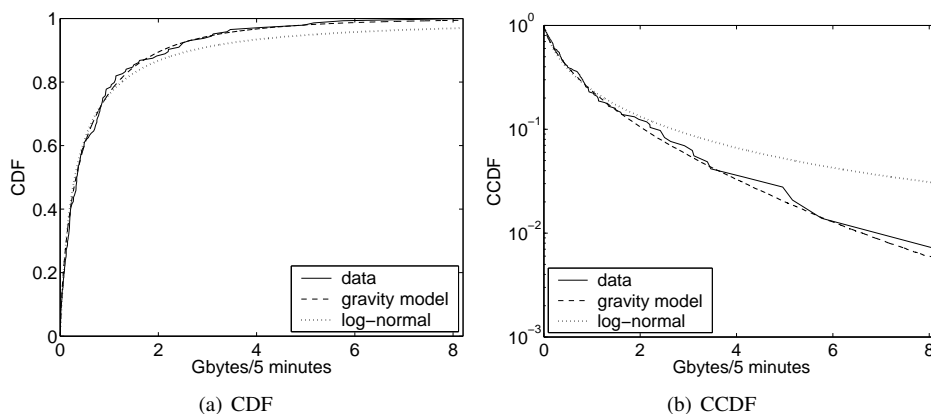 1
0.8
0.6
0.4
0.2
0
CDF
0 2 4 6 8
Gbytes/5 minutes
data
gravity model
log−normal
(a) CDF
10^0
10^−1
10^−2
10^−3
CCDF
0 2 4 6 8
Gbytes/5 minutes
data
gravity model
log−normal
(b) CCDF